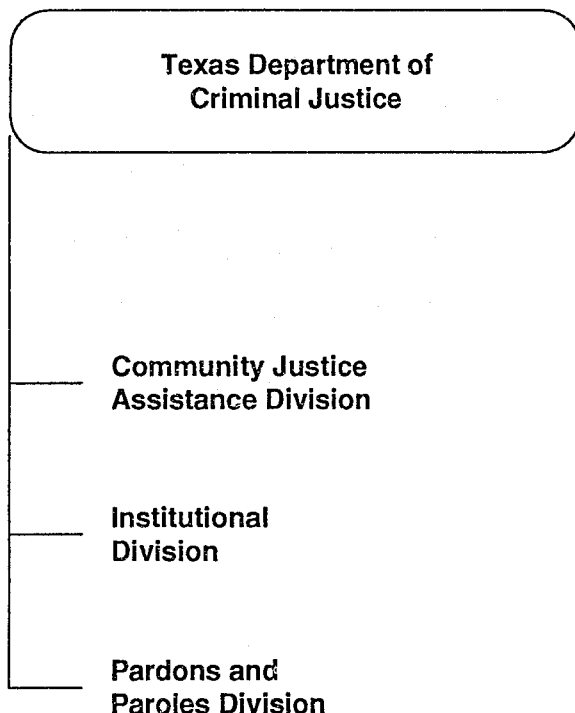 Texas Department of
Criminal Justice
Community Justice
Assistance Division
Institutional
Division
Pardons and
Paroles Division